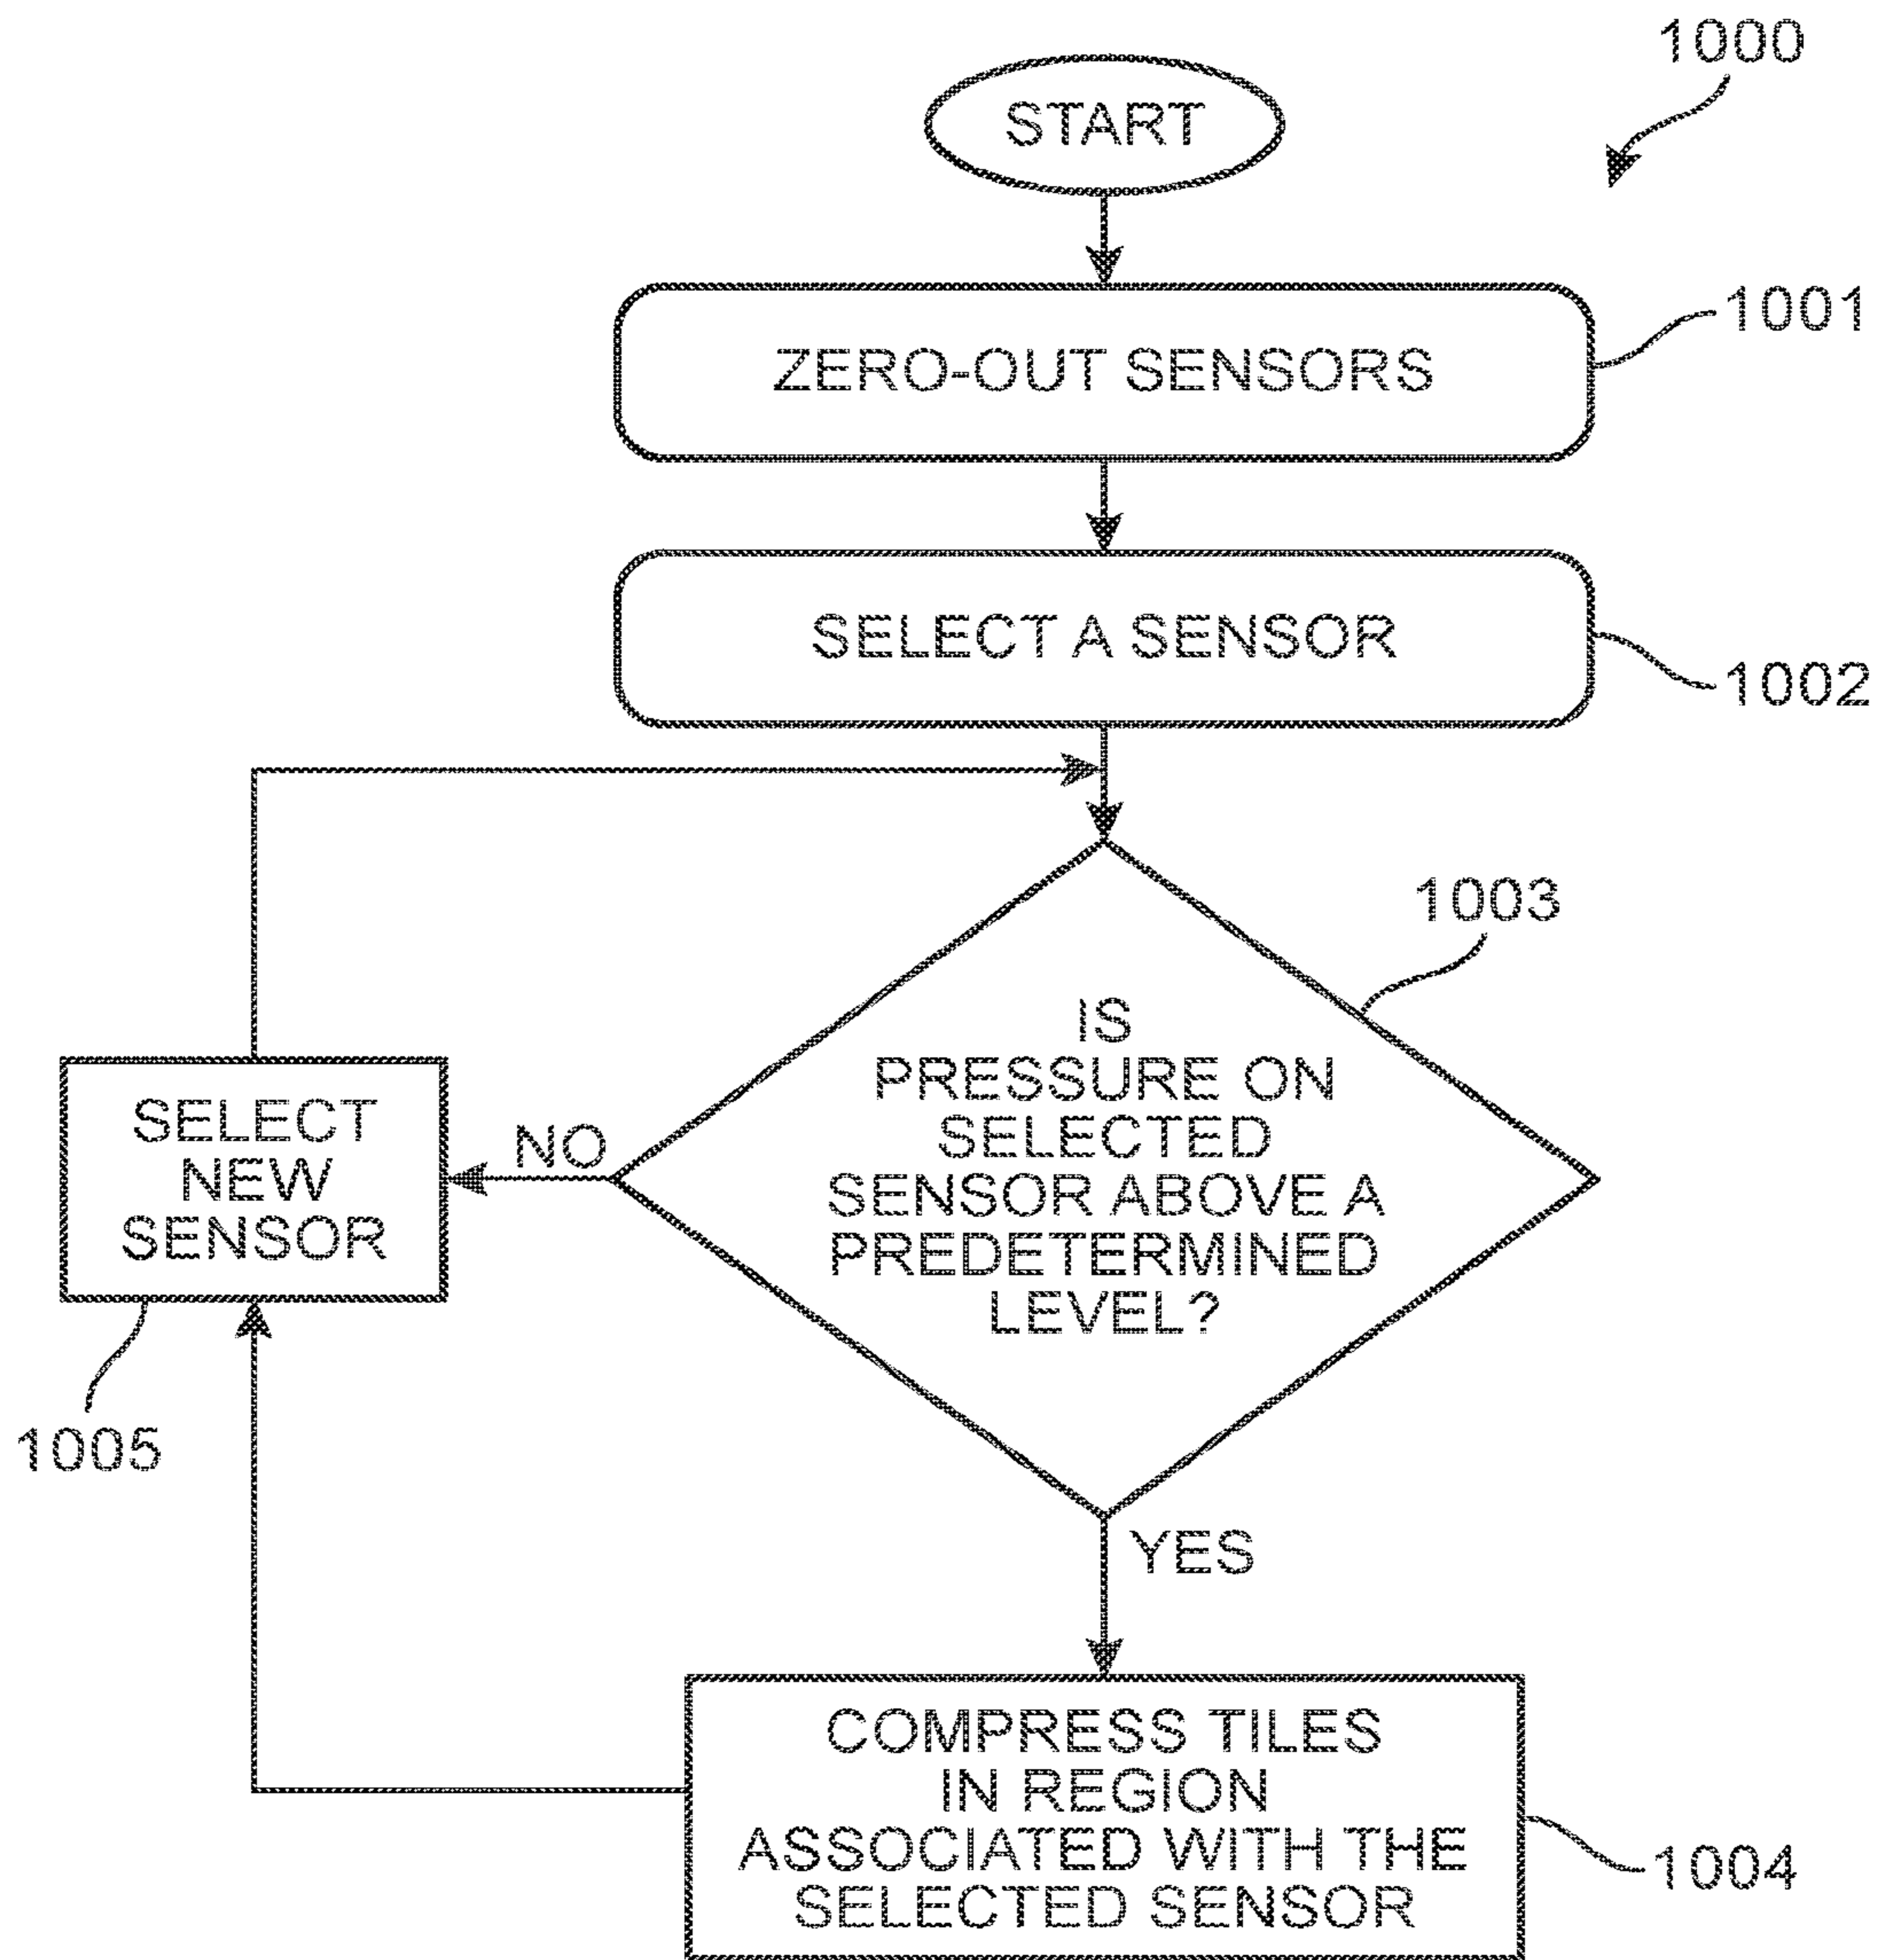 1000
START
ZERO-OUT SENSORS
1001
SELECT A SENSOR
1002
1003
IS
PRESSURE ON
SELECTED
SENSOR ABOVE A
PREDETERMINED
LEVEL?
NO
SELECT
NEW
SENSOR
1005
YES
COMPRESS TILES
IN REGION
ASSOCIATED WITH THE
SELECTED SENSOR
1004